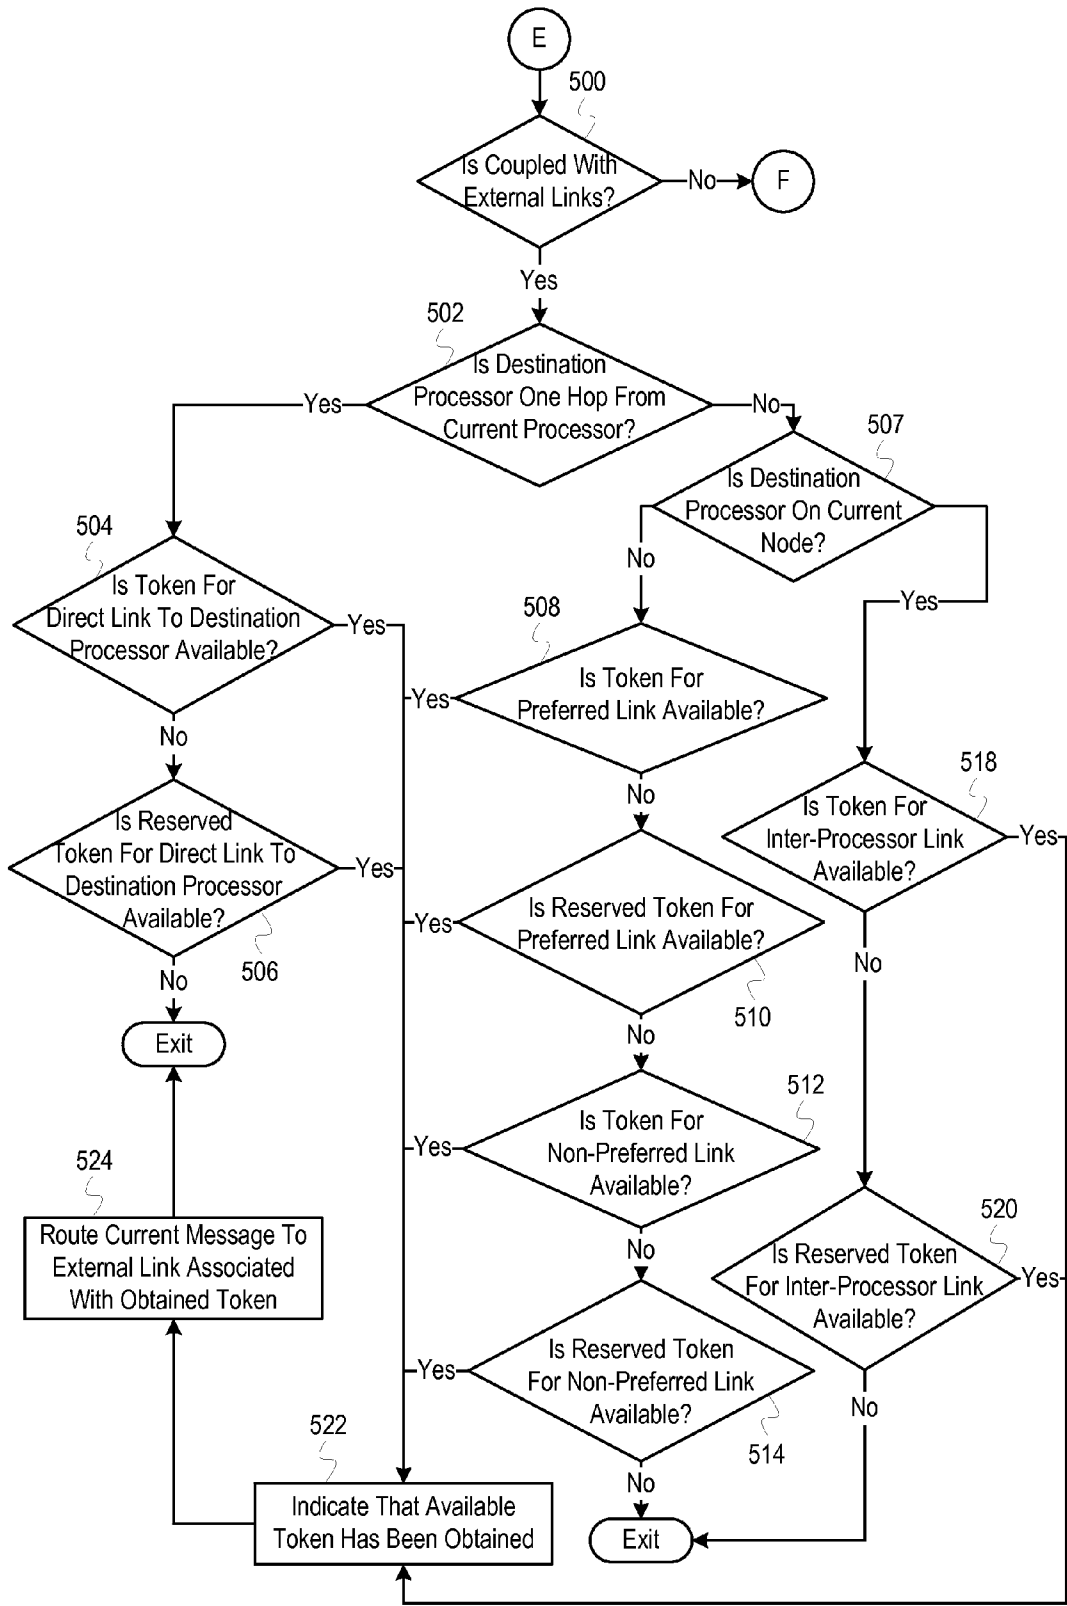 E
500
Is Coupled With
External Links?
No
F
Yes
502
Is Destination
Processor One Hop From
Current Processor?
Yes
No
507
Is Destination
Processor On Current
Node?
No
Yes
504
Is Token For
Direct Link To Destination
Processor Available?
Yes
No
508
Is Token For
Preferred Link Available?
Yes
No
518
Is Token For
Inter-Processor Link
Available?
Yes
No
Is Reserved
Token For Direct Link To
Destination Processor
Available?
Yes
506
No
Exit
Is Reserved Token For
Preferred Link Available?
Yes
510
No
512
Is Token For
Non-Preferred Link
Available?
Yes
No
520
Is Reserved Token
For Inter-Processor Link
Available?
Yes
No
524
Route Current Message To
External Link Associated
With Obtained Token
Is Reserved Token
For Non-Preferred Link
Available?
Yes
514
No
Exit
522
Indicate That Available
Token Has Been Obtained